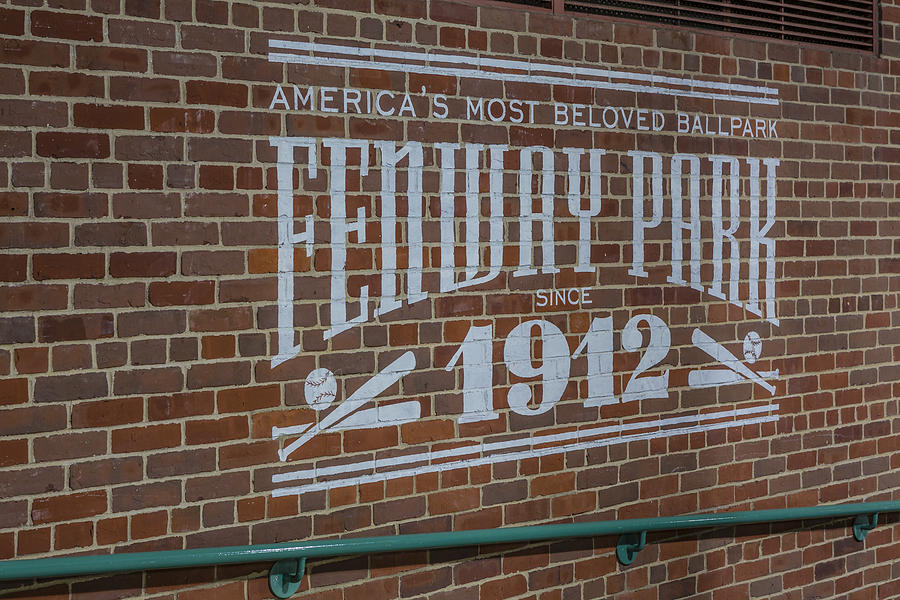 AMERICA'S MOST BELOVED BALLPARK
FENWAY PARK
SINCE
1912